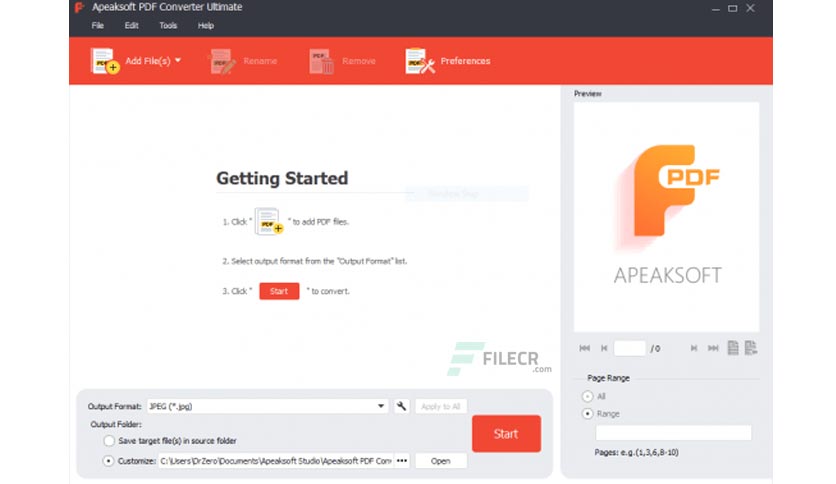 Apeaksoft PDF Converter Ultimate
File Edit Tools Help
Add File(s) Rename Remove Preferences
Getting Started
1. Click " " to add PDF files.
2. Select output format from the "Output Format" list.
3. Click " Start " to convert.
FILECR
.com
Output Format: JPEG (*.jpg) Apply to All
Output Folder:
Save target file(s) in source folder
Customize: C:\Users\DrZero\Documents\Apeaksoft Studio\Apeaksoft PDF Con ••• Open
Start
Preview
PDF
APEAKSOFT
/0
Page Range
All
Range
Pages: e.g.(1,3,6,8-10)